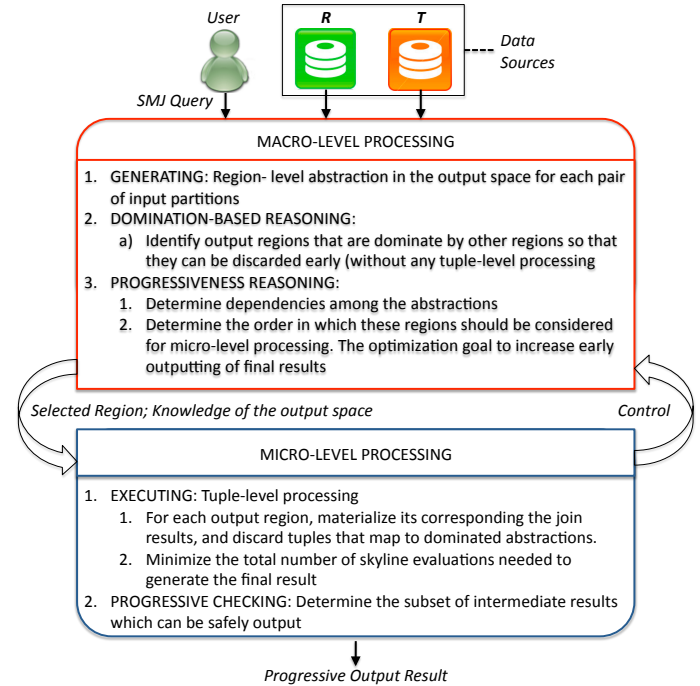 User
R
T
Data
Sources
SMJ Query
MACRO-LEVEL PROCESSING
1. GENERATING: Region- level abstraction in the output space for each pair
of input partitions
2. DOMINATION-BASED REASONING:
a) Identify output regions that are dominate by other regions so that
they can be discarded early (without any tuple-level processing
3. PROGRESSIVENESS REASONING:
1. Determine dependencies among the abstractions
2. Determine the order in which these regions should be considered
for micro-level processing. The optimization goal to increase early
outputting of final results
Selected Region; Knowledge of the output space
Control
MICRO-LEVEL PROCESSING
1. EXECUTING: Tuple-level processing
1. For each output region, materialize its corresponding the join
results, and discard tuples that map to dominated abstractions.
2. Minimize the total number of skyline evaluations needed to
generate the final result
2. PROGRESSIVE CHECKING: Determine the subset of intermediate results
which can be safely output
Progressive Output Result